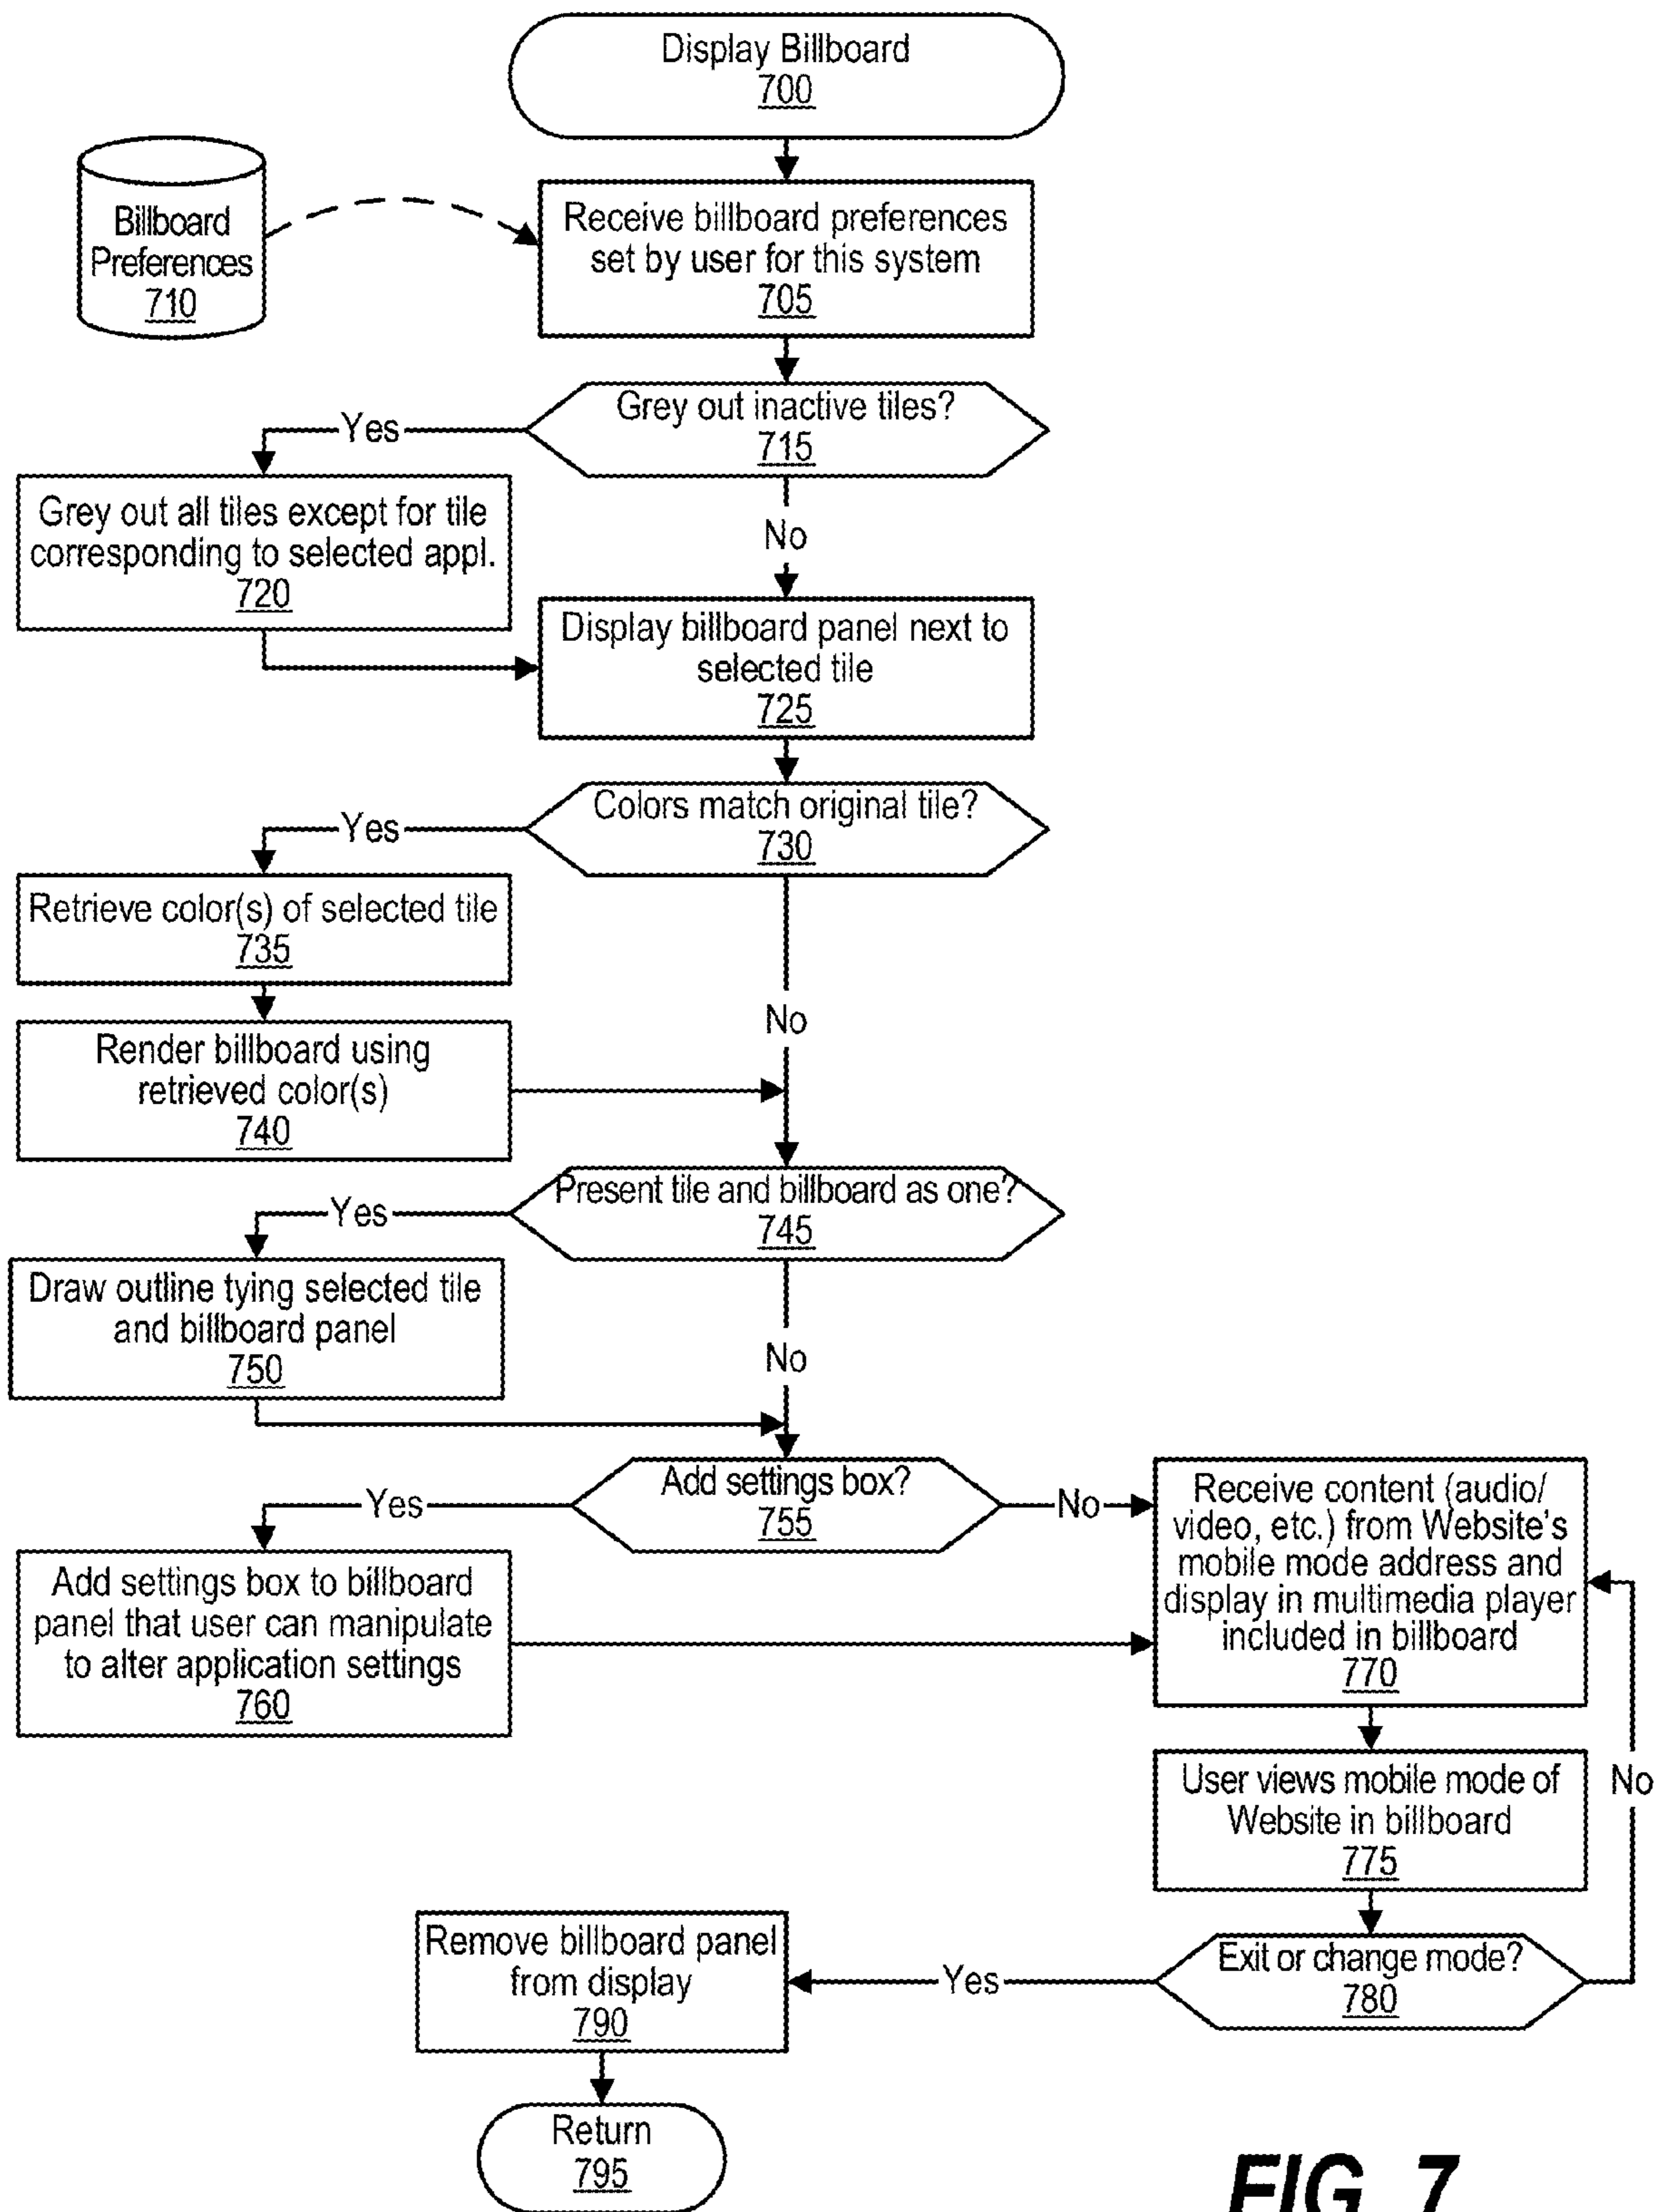 Display Billboard
700
Billboard
Preferences
710
Receive billboard preferences
set by user for this system
705
Grey out inactive tiles?
715
Yes
No
Grey out all tiles except for tile
corresponding to selected appl.
720
Display billboard panel next to
selected tile
725
Colors match original tile?
730
Yes
No
Retrieve color(s) of selected tile
735
Render billboard using
retrieved color(s)
740
Present tile and billboard as one?
745
Yes
No
Draw outline tying selected tile
and billboard panel
750
Add settings box?
755
Yes
No
Add settings box to billboard
panel that user can manipulate
to alter application settings
760
Receive content (audio/
video, etc.) from Website's
mobile mode address and
display in multimedia player
included in billboard
770
User views mobile mode of
Website in billboard
775
No
Exit or change mode?
780
Yes
Remove billboard panel
from display
790
Return
795
FIG. 7